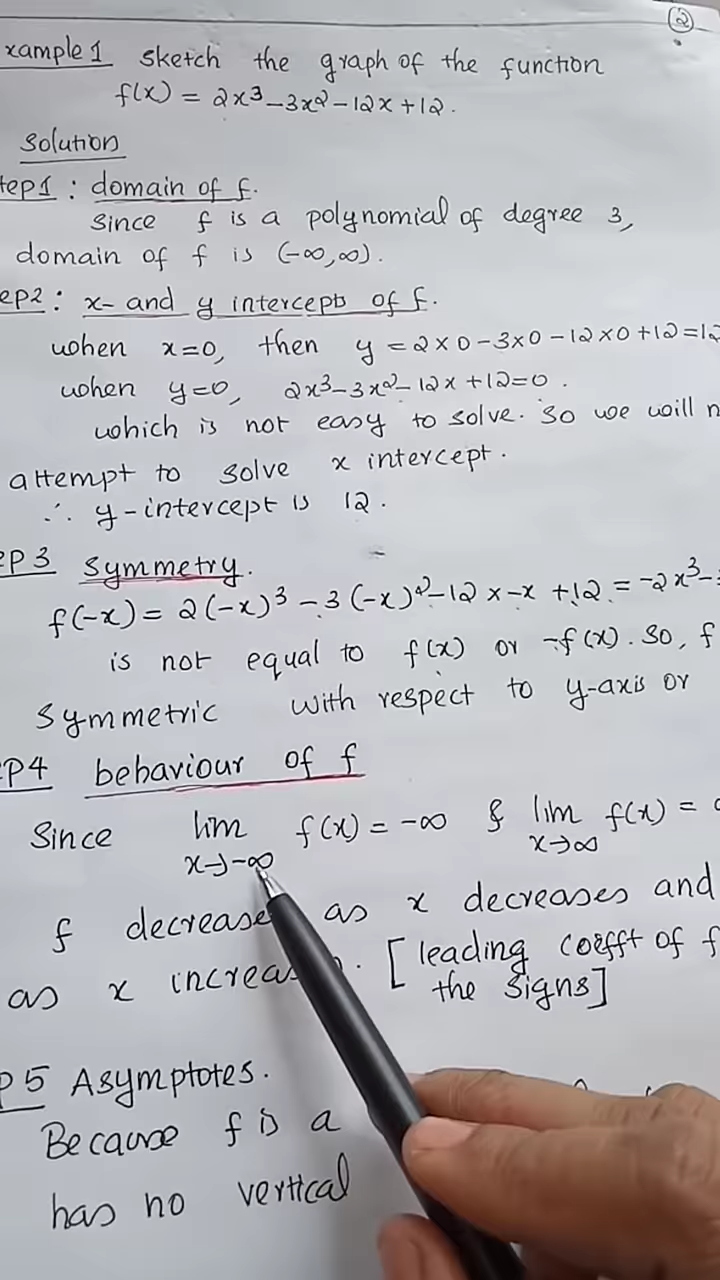 2
xample 1 Sketch the graph of the function
f(x) = 2x³-3x²-12x+12.
Solution
tep1 : domain of f.
Since f is a polynomial of degree 3,
domain of f is (-∞,∞).
ep2 : x- and y intercepts of f.
when x=0, then y = 2×0-3×0-12×0+12=12
when y=0, 2x³-3x²-12x+12=0.
which is not easy to solve. So we will n
attempt to solve x intercept.
∴ y-intercept is 12.
eP 3 Symmetry.
f(-x) = 2(-x)³-3(-x)²-12×-x+12 = -2x³-
is not equal to f(x) or -f(x). So, f
Symmetric with respect to y-axis or
P4 behaviour of f
Since lim f(x) = -∞ & lim f(x) =
x→-∞ x→∞
f decrease as x decreases and
as x increa [leading coefft of f
the signs]
P5 Asymptotes.
Because f is a
has no vertical